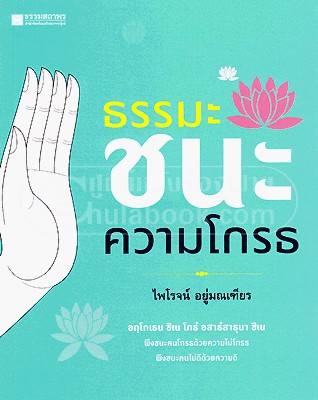 ธรรมสถาพร
ธรรมะ
ชนะ
ความโกรธ
ไพโรจน์ อยู่มณเฑียร
อกฺโกเธน ชิเน โกธํ อสาธํสาธุนา ชิเน
พึงชนะคนโกรธด้วยความไม่โกรธ
พึงชนะคนไม่ดีด้วยความดี
chulabook.com